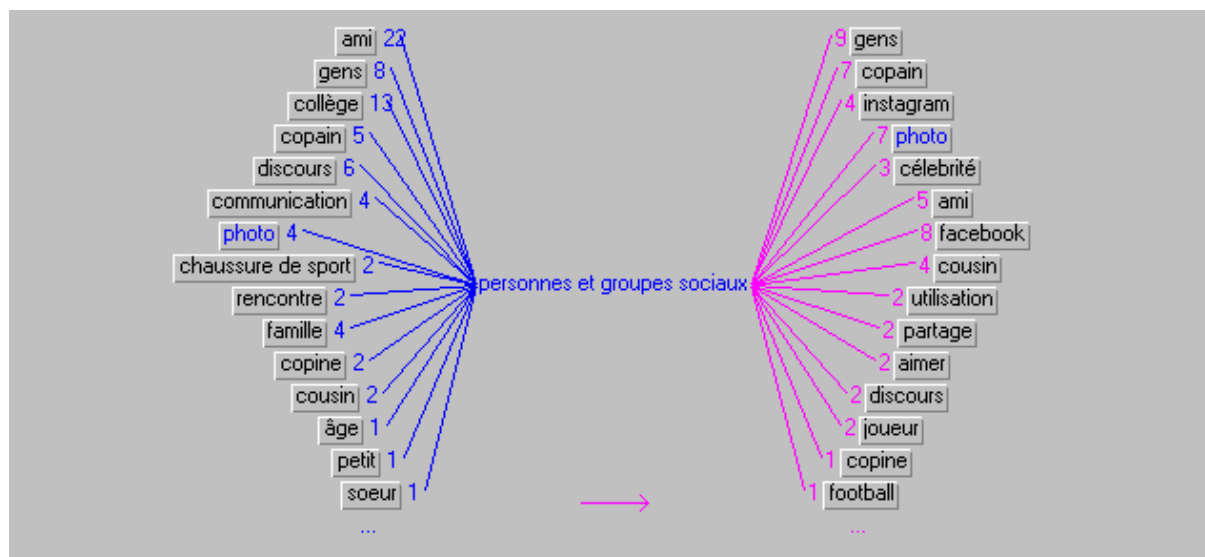 ami 22
gens 8
collège 13
copain 5
discours 6
communication 4
photo 4
chaussure de sport 2
rencontre 2
famille 4
copine 2
cousin 2
âge 1
petit 1
soeur 1
...
personnes et groupes sociaux
9 gens
7 copain
4 instagram
7 photo
3 célebrité
5 ami
8 facebook
4 cousin
2 utilisation
2 partage
2 aimer
2 discours
2 joueur
1 copine
1 football
...